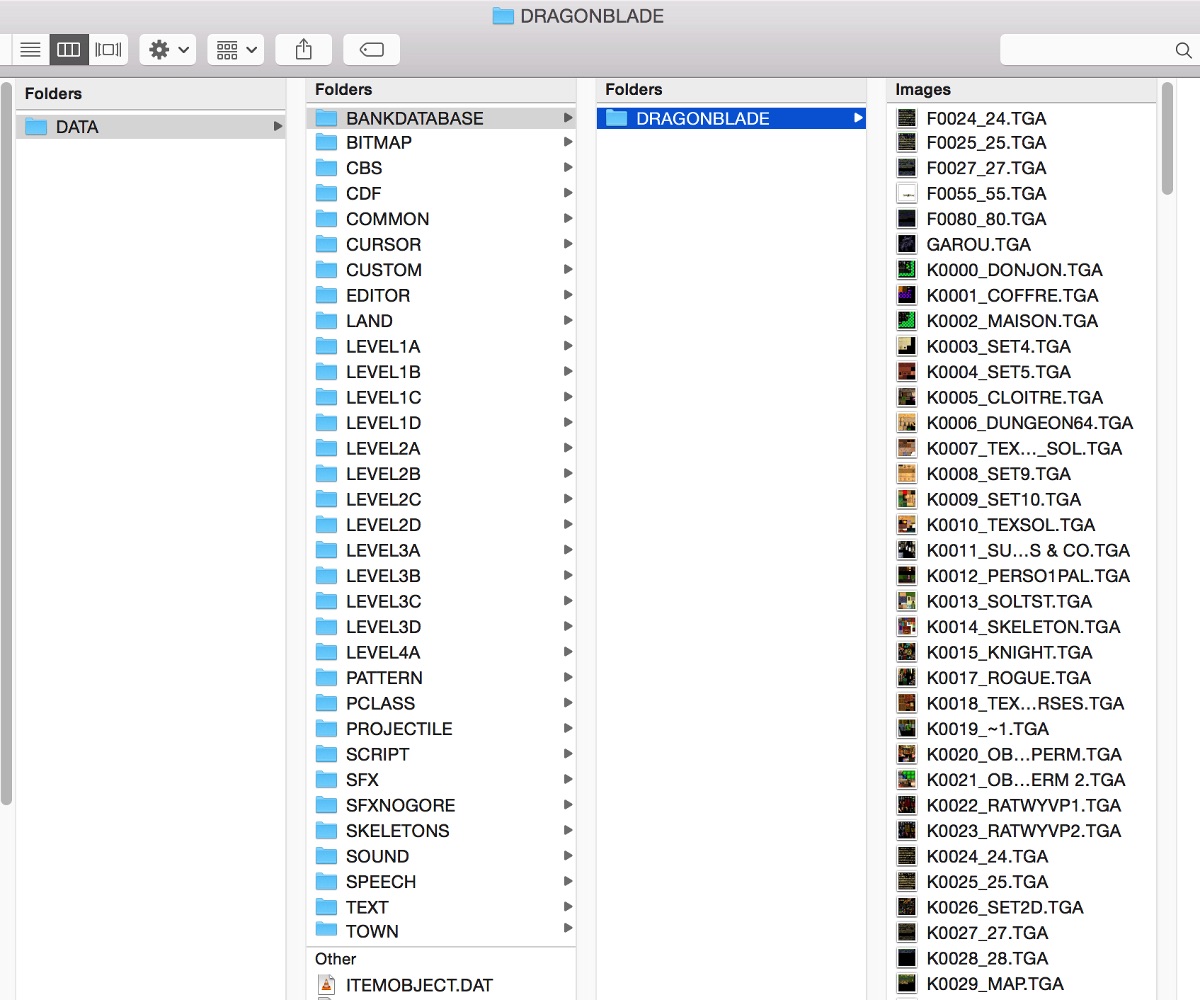 DRAGONBLADE
Folders
DATA
Folders
BANKDATABASE
BITMAP
CBS
CDF
COMMON
CURSOR
CUSTOM
EDITOR
LAND
LEVEL1A
LEVEL1B
LEVEL1C
LEVEL1D
LEVEL2A
LEVEL2B
LEVEL2C
LEVEL2D
LEVEL3A
LEVEL3B
LEVEL3C
LEVEL3D
LEVEL4A
PATTERN
PCLASS
PROJECTILE
SCRIPT
SFX
SFXNOGORE
SKELETONS
SOUND
SPEECH
TEXT
TOWN
Other
ITEMOBJECT.DAT
Folders
DRAGONBLADE
Images
F0024_24.TGA
F0025_25.TGA
F0027_27.TGA
F0055_55.TGA
F0080_80.TGA
GAROU.TGA
K0000_DONJON.TGA
K0001_COFFRE.TGA
K0002_MAISON.TGA
K0003_SET4.TGA
K0004_SET5.TGA
K0005_CLOITRE.TGA
K0006_DUNGEON64.TGA
K0007_TEX..._SOL.TGA
K0008_SET9.TGA
K0009_SET10.TGA
K0010_TEXSOL.TGA
K0011_SU...S & CO.TGA
K0012_PERSO1PAL.TGA
K0013_SOLTST.TGA
K0014_SKELETON.TGA
K0015_KNIGHT.TGA
K0017_ROGUE.TGA
K0018_TEX...RSES.TGA
K0019_~1.TGA
K0020_OB...PERM.TGA
K0021_OB...ERM 2.TGA
K0022_RATWYVP1.TGA
K0023_RATWYVP2.TGA
K0024_24.TGA
K0025_25.TGA
K0026_SET2D.TGA
K0027_27.TGA
K0028_28.TGA
K0029_MAP.TGA